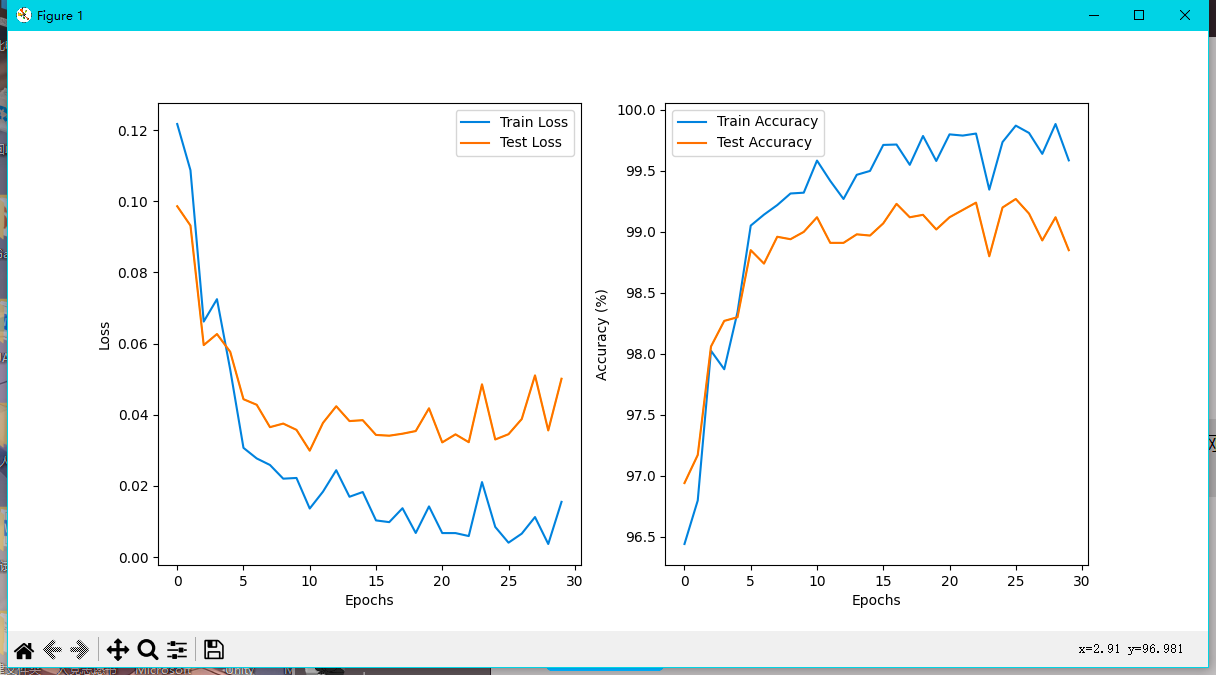 Figure 1
Train Loss
Test Loss
0.12
0.10
0.08
0.06
0.04
0.02
0.00
Loss
0 5 10 15 20 25 30
Epochs
Train Accuracy
Test Accuracy
100.0
99.5
99.0
98.5
98.0
97.5
97.0
96.5
Accuracy (%)
0 5 10 15 20 25 30
Epochs
x=2.91 y=96.981
Microsoft
Unity